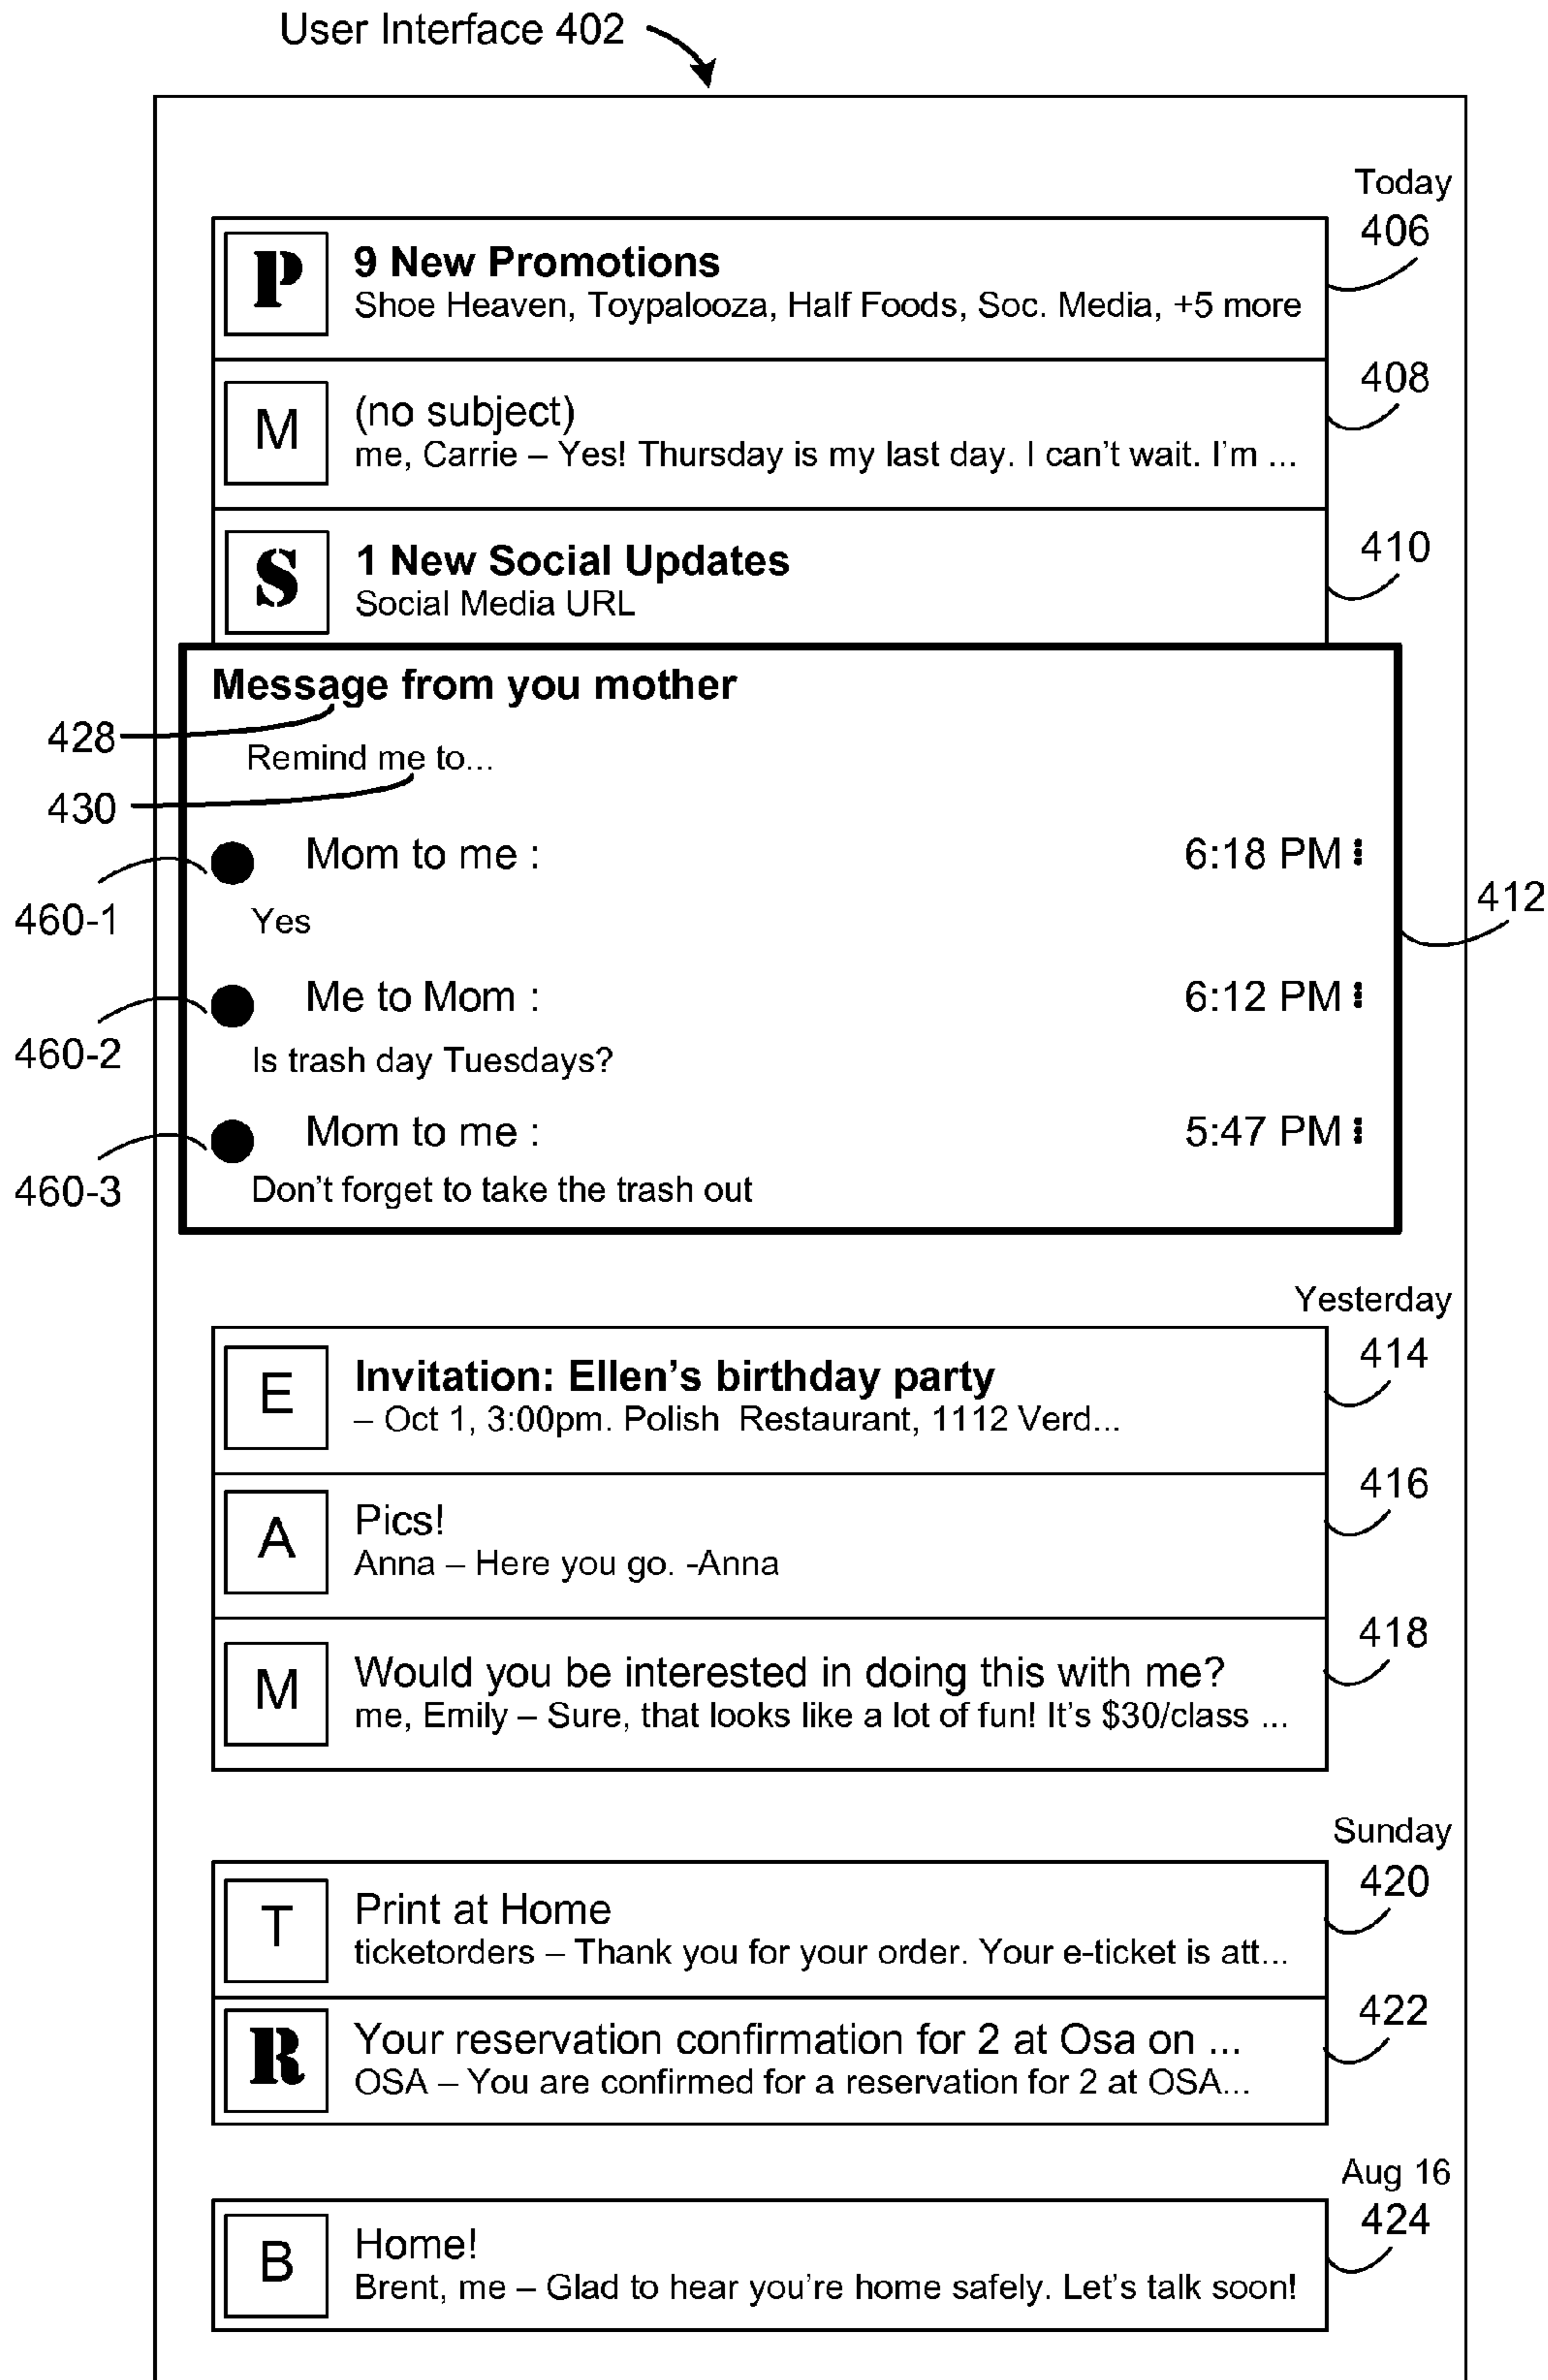 User Interface 402
Today
406
P
9 New Promotions
Shoe Heaven, Toypalooza, Half Foods, Soc. Media, +5 more
408
M
(no subject)
me, Carrie – Yes! Thursday is my last day. I can't wait. I'm ...
410
S
1 New Social Updates
Social Media URL
Message from you mother
428
Remind me to...
430
Mom to me : 6:18 PM
460-1
Yes
412
Me to Mom : 6:12 PM
460-2
Is trash day Tuesdays?
Mom to me : 5:47 PM
460-3
Don't forget to take the trash out
Yesterday
414
E
Invitation: Ellen's birthday party
– Oct 1, 3:00pm. Polish Restaurant, 1112 Verd...
416
A
Pics!
Anna – Here you go. -Anna
418
M
Would you be interested in doing this with me?
me, Emily – Sure, that looks like a lot of fun! It's $30/class ...
Sunday
420
T
Print at Home
ticketorders – Thank you for your order. Your e-ticket is att...
422
R
Your reservation confirmation for 2 at Osa on ...
OSA – You are confirmed for a reservation for 2 at OSA...
Aug 16
424
B
Home!
Brent, me – Glad to hear you're home safely. Let's talk soon!